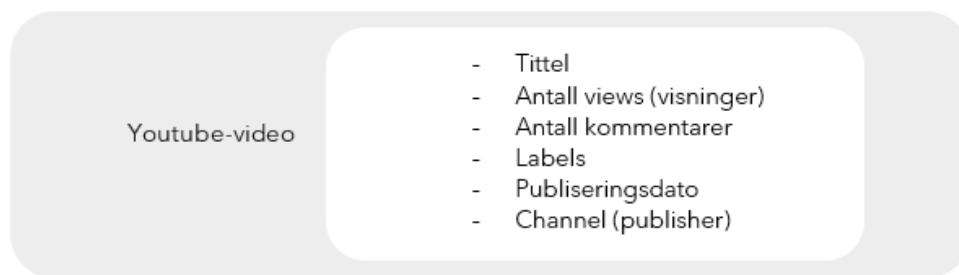 Youtube-video
- Tittel
- Antall views (visninger)
- Antall kommentarer
- Labels
- Publiseringsdato
- Channel (publisher)